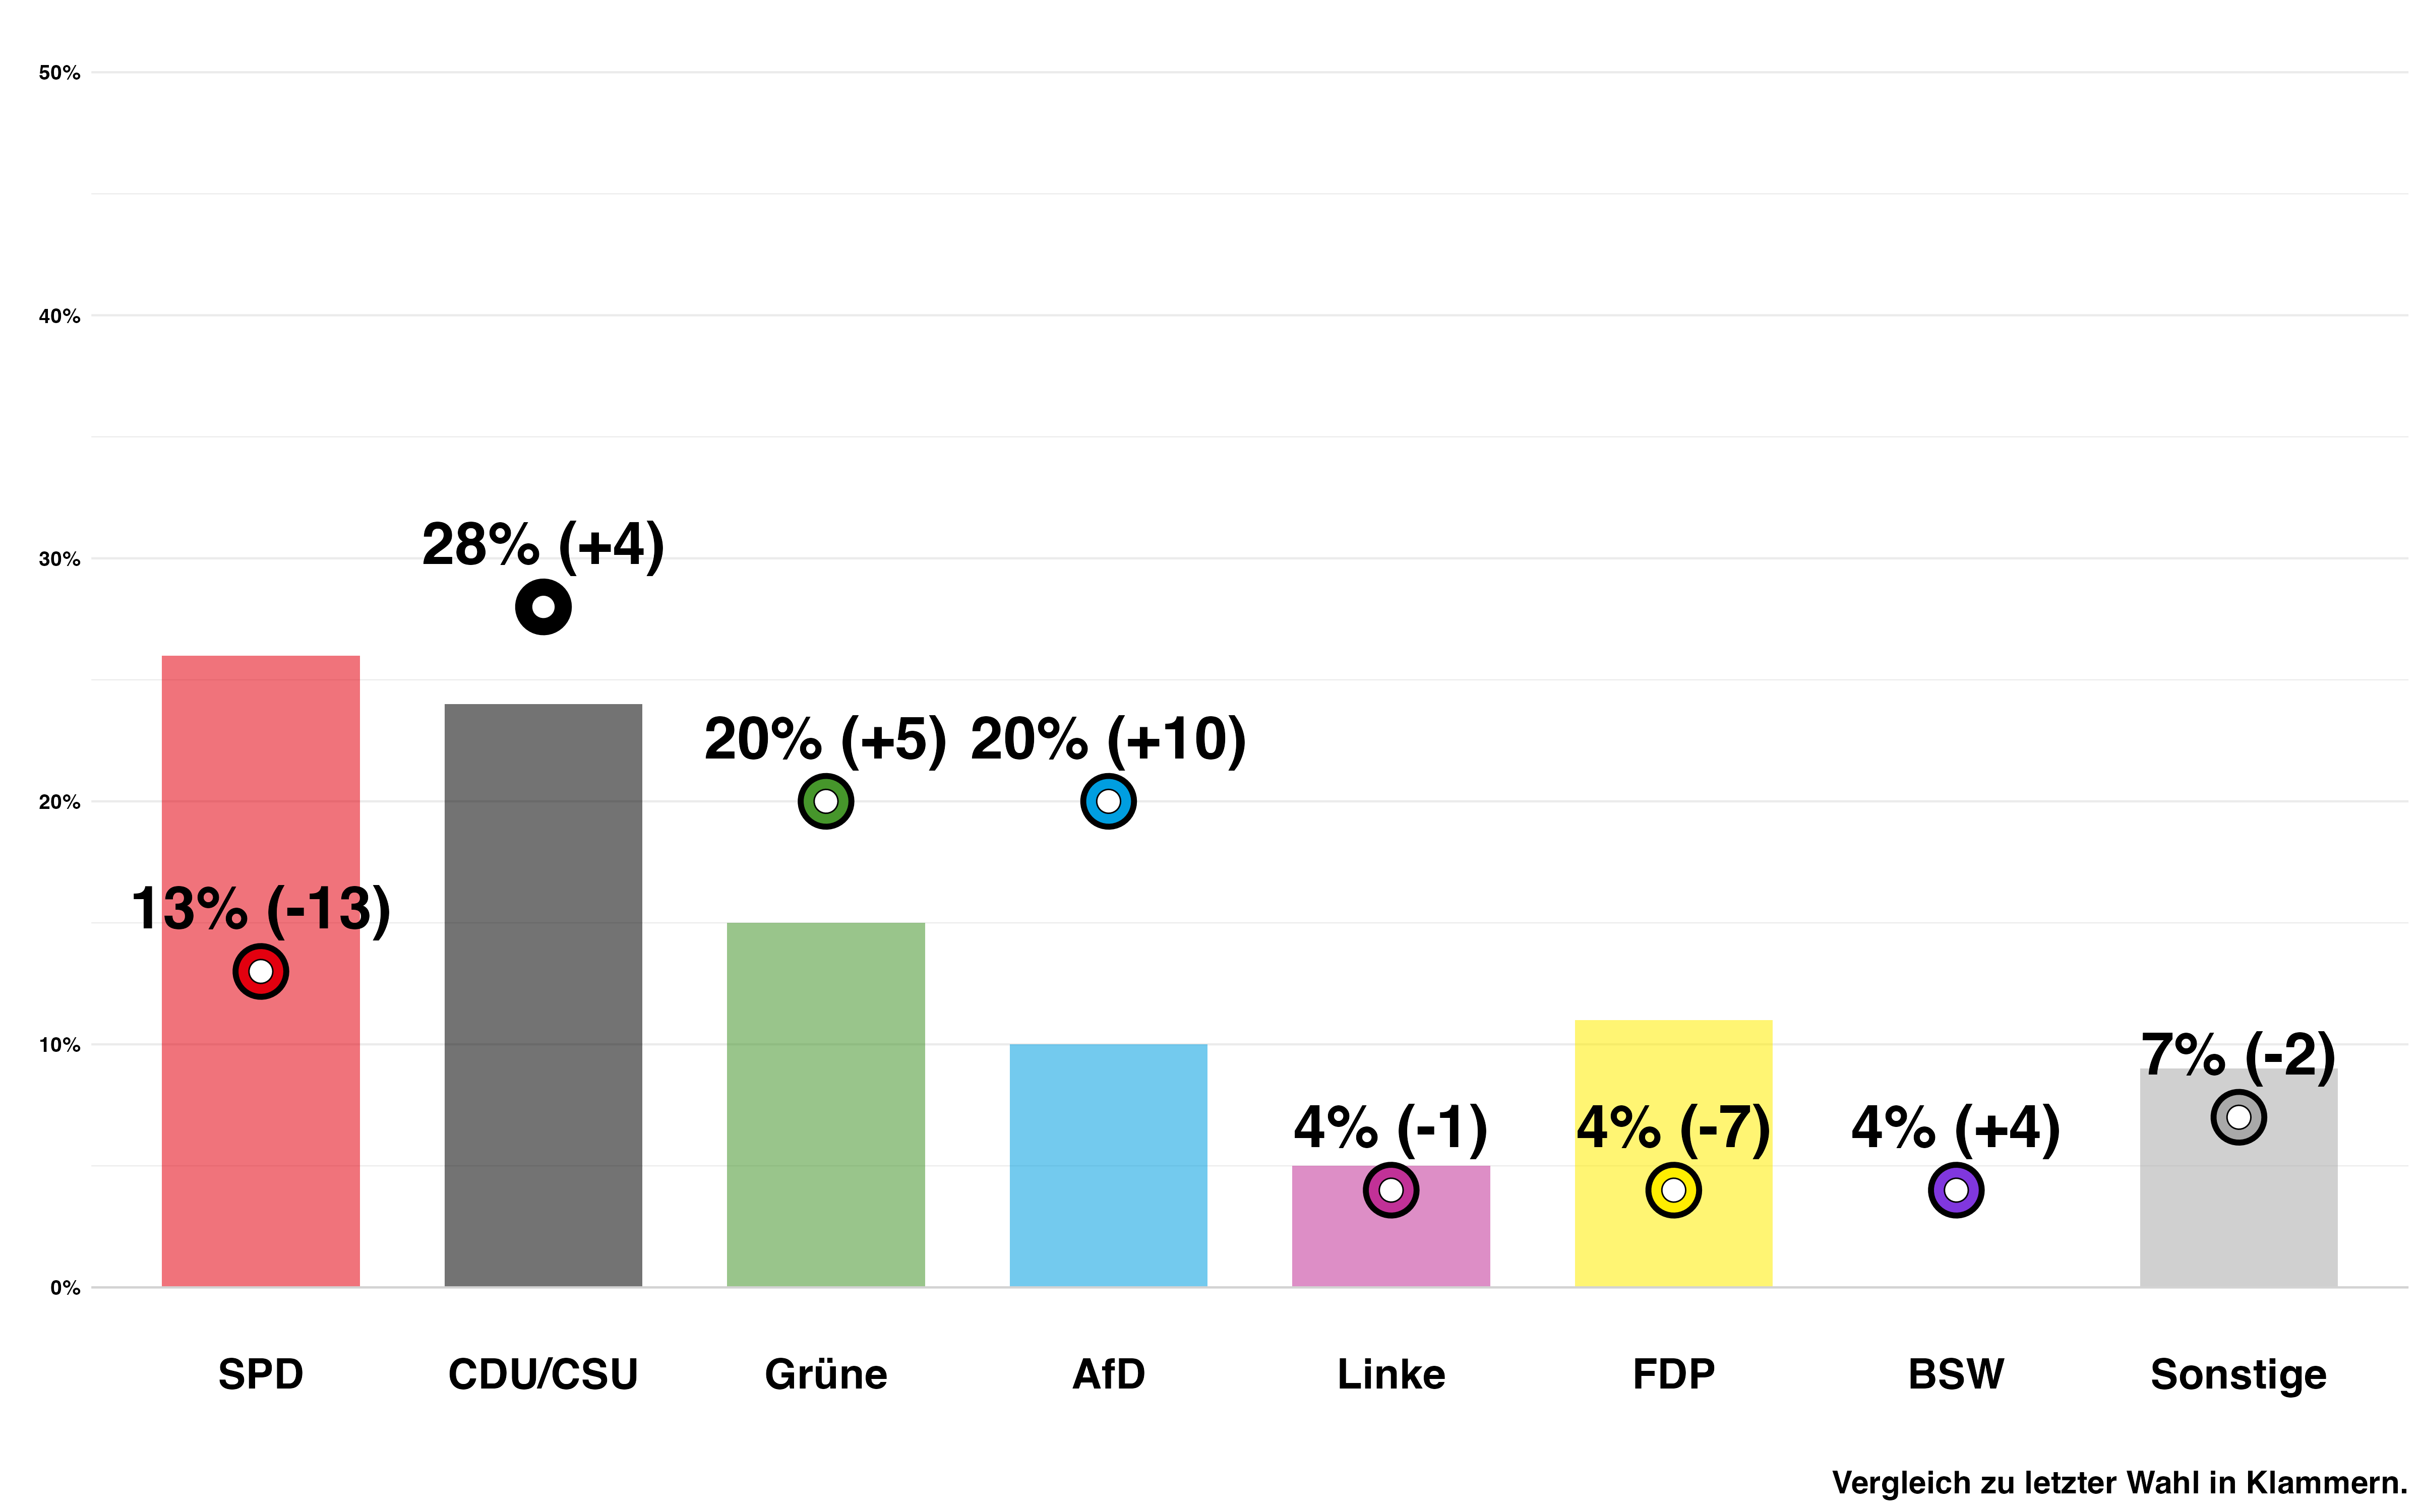 50%
40%
30%
20%
10%
0%
28% (+4)
20% (+5) 20% (+10)
13% (-13)
7% (-2)
4% (-1) 4% (-7) 4% (+4)
SPD CDU/CSU Grüne AfD Linke FDP BSW Sonstige
Vergleich zu letzter Wahl in Klammern.